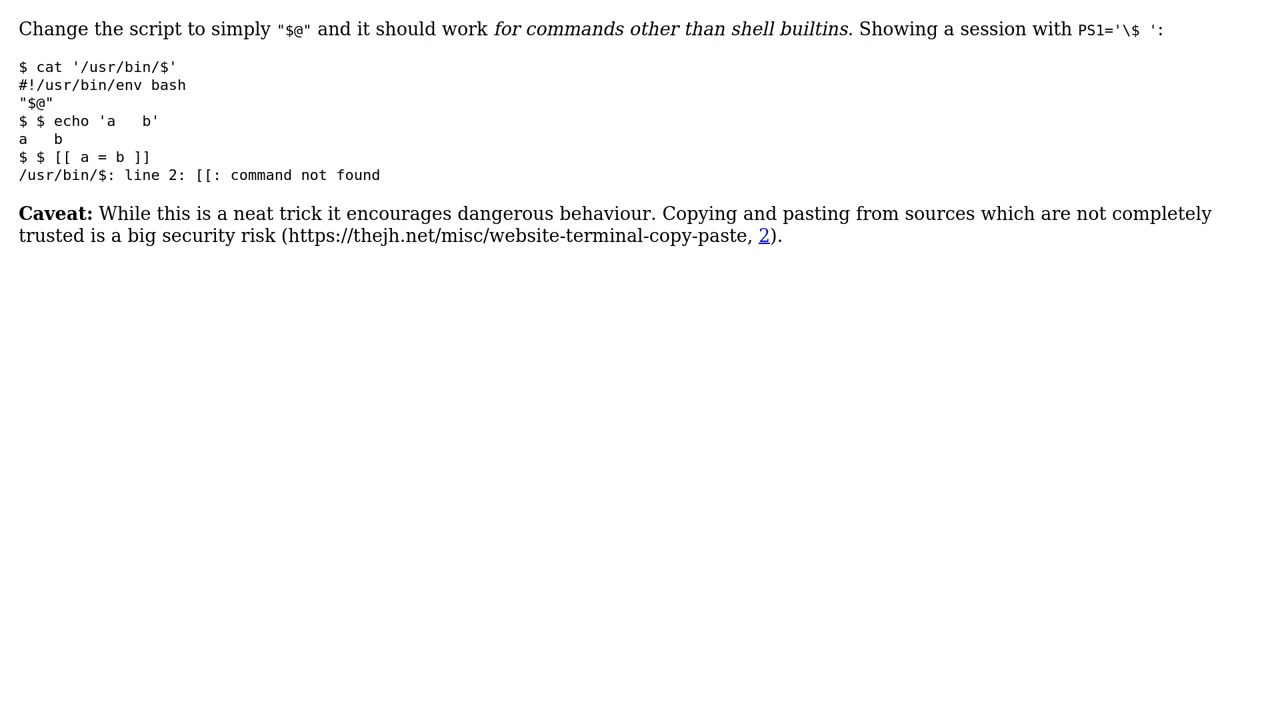 Change the script to simply "$@" and it should work for commands other than shell builtins. Showing a session with PS1='\$ ':
$ cat '/usr/bin/$'
#!/usr/bin/env bash
"$@"
$ $ echo 'a   b'
a   b
$ $ [[ a = b ]]
/usr/bin/$: line 2: [[: command not found
Caveat: While this is a neat trick it encourages dangerous behaviour. Copying and pasting from sources which are not completely
trusted is a big security risk (https://thejh.net/misc/website-terminal-copy-paste, 2).